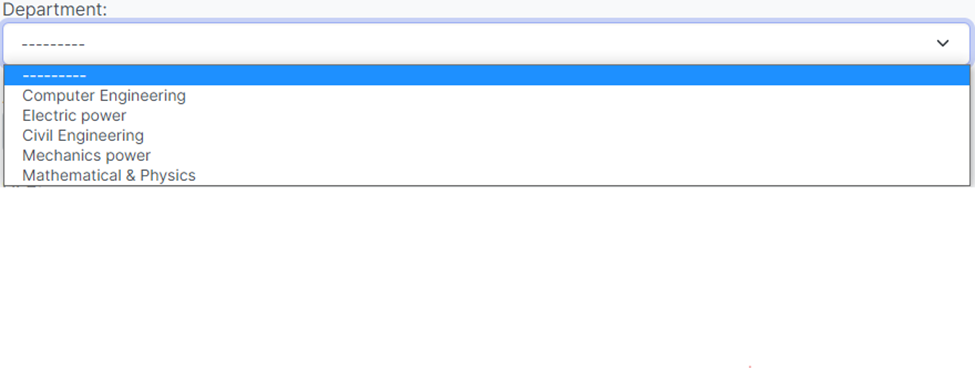 Department:
---------
---------
Computer Engineering
Electric power
Civil Engineering
Mechanics power
Mathematical & Physics